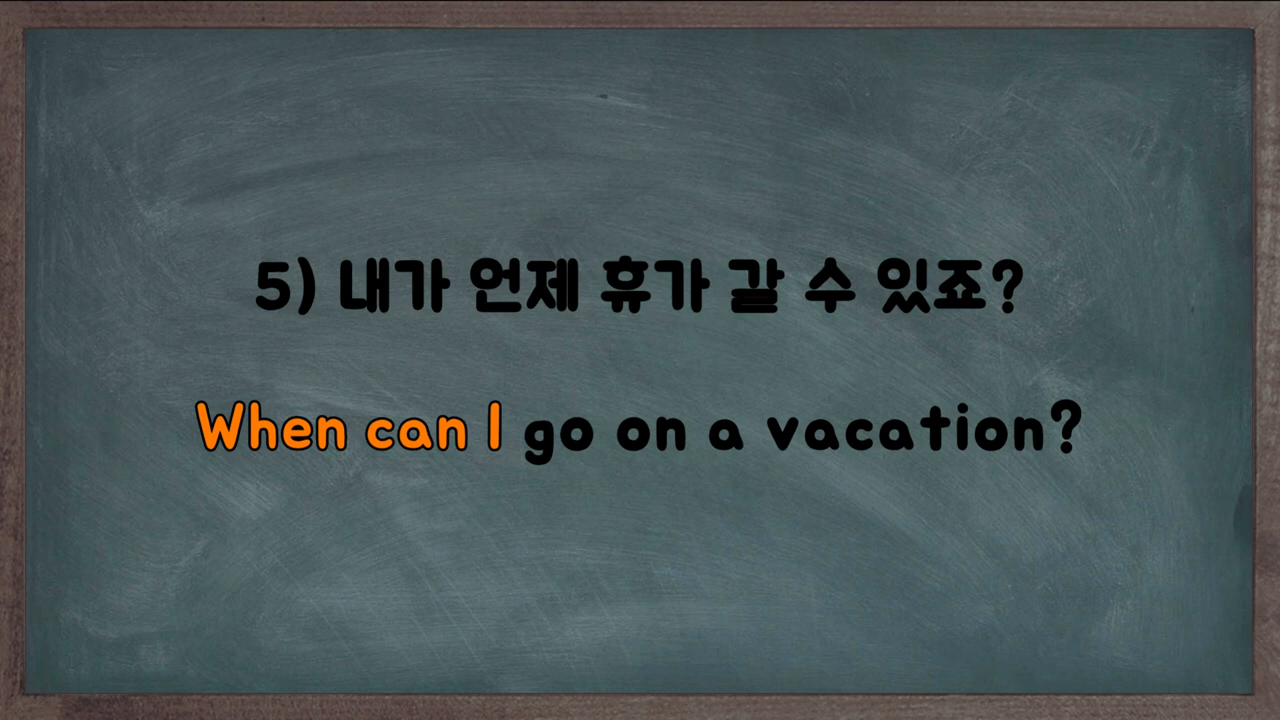 5) 내가 언제 휴가 갈 수 있죠?
When can I go on a vacation?